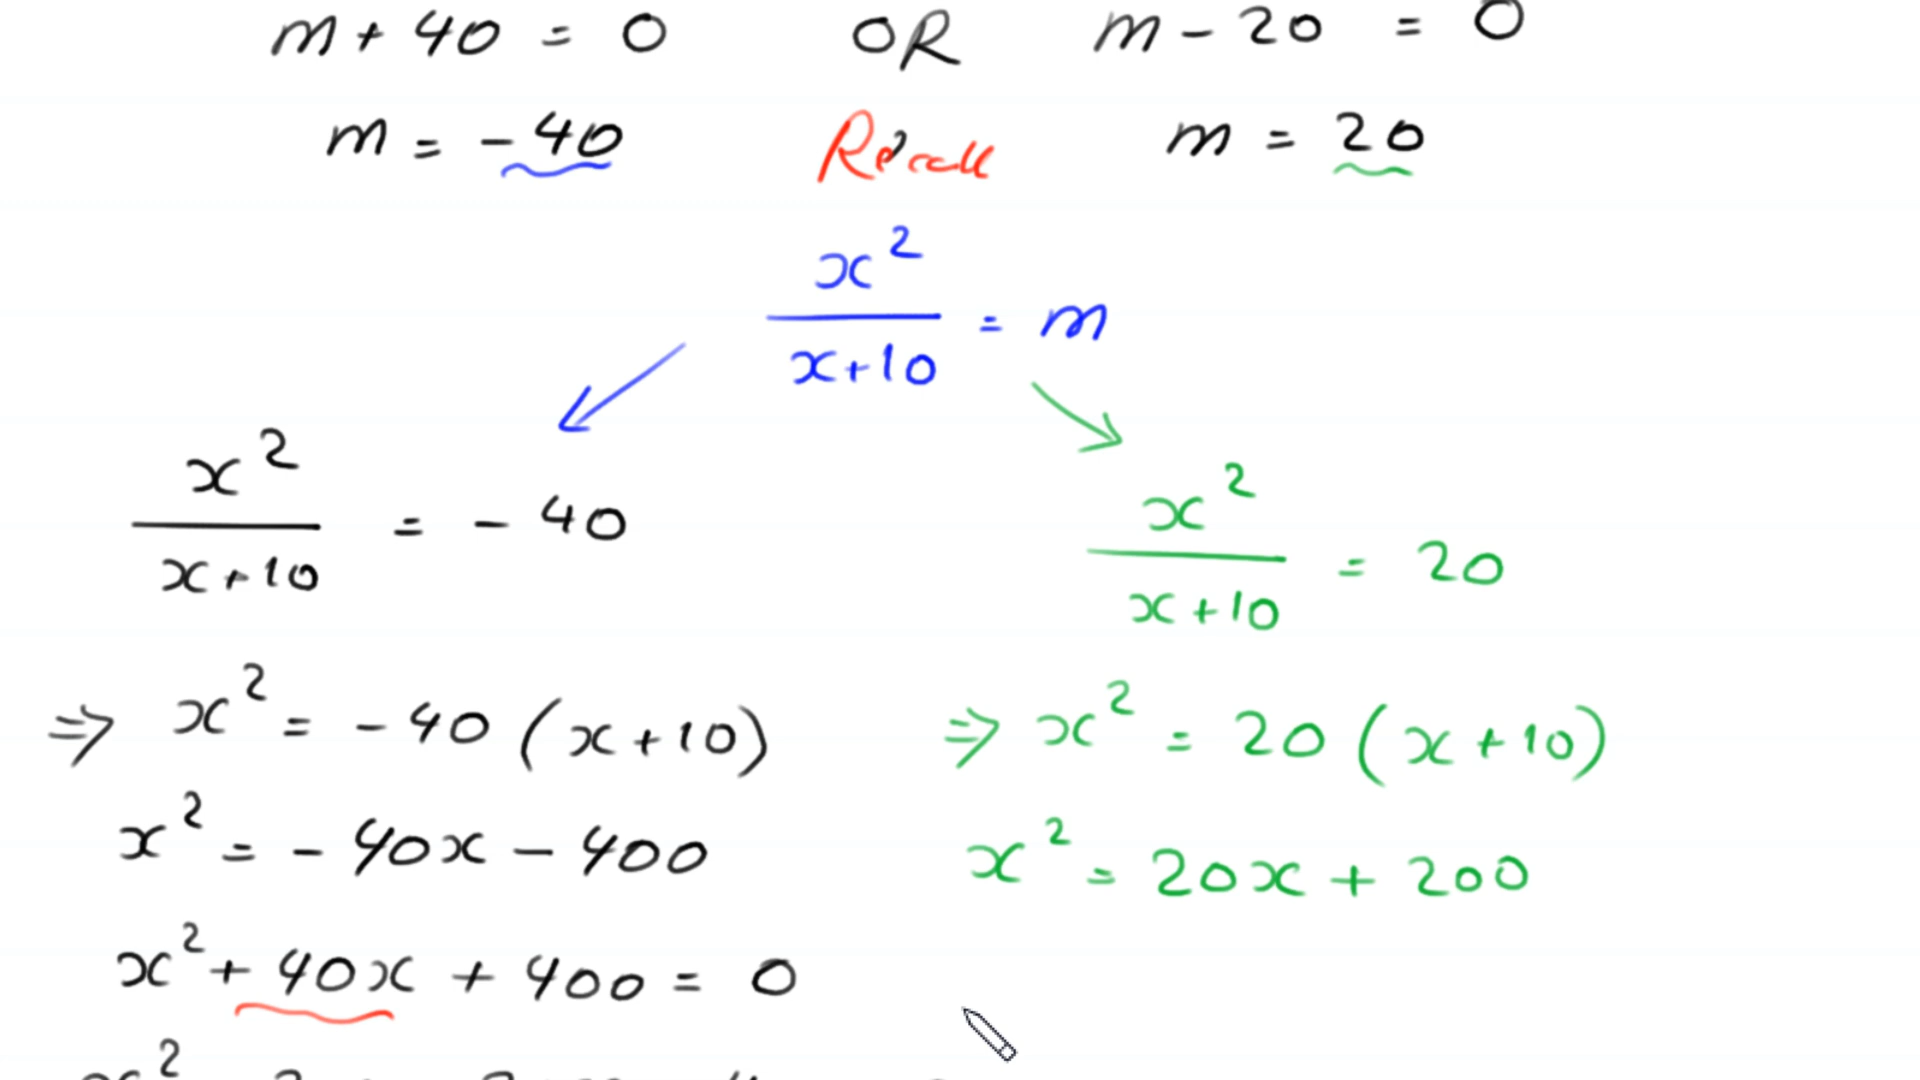 m + 40 = 0 OR m - 20 = 0
m = - 40 Recall m = 20
x² / x+10 = m
x² / x+10 = - 40
x² / x+10 = 20
⇒ x² = - 40 (x+10)
⇒ x² = 20 (x+10)
x² = - 40x - 400
x² = 20x + 200
x² + 40x + 400 = 0